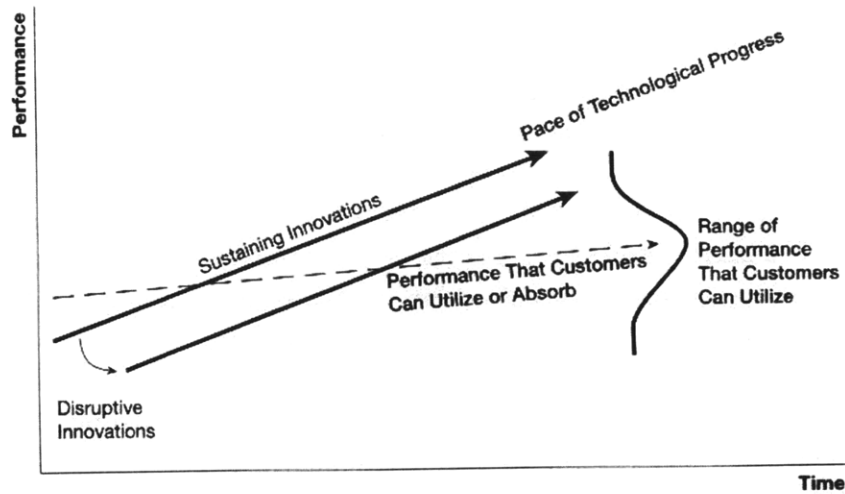 Performance
Pace of Technological Progress
Sustaining Innovations
Performance That Customers
Can Utilize or Absorb
Range of
Performance
That Customers
Can Utilize
Disruptive
Innovations
Time